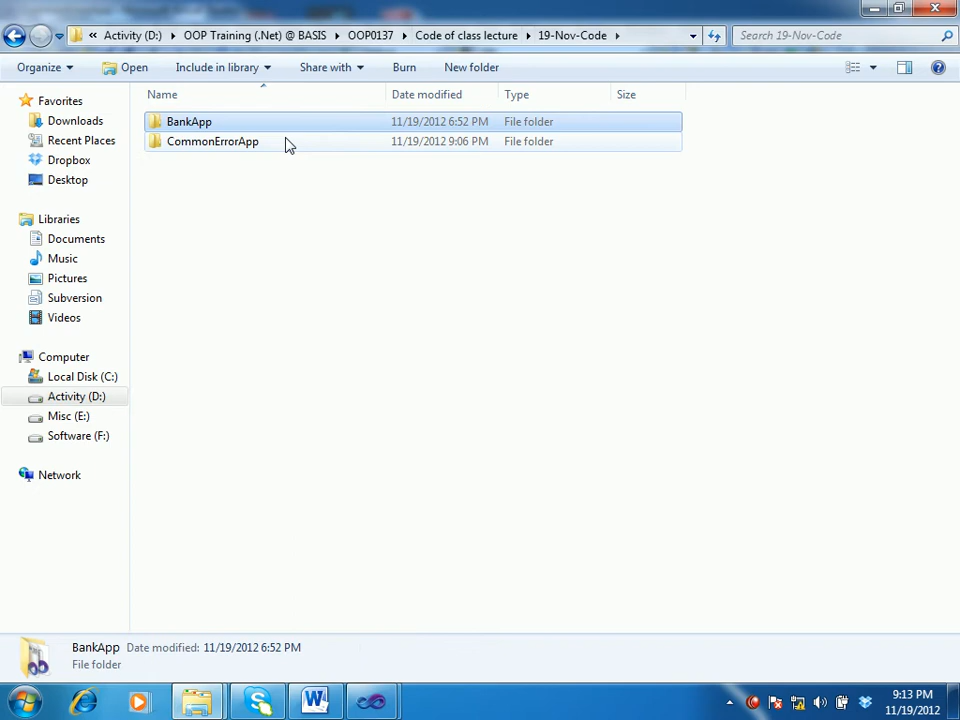 « Activity (D:) ▸ OOP Training (.Net) @ BASIS ▸ OOP0137 ▸ Code of class lecture ▸ 19-Nov-Code ▸
Search 19-Nov-Code
Organize Open Include in library Share with Burn New folder
Name Date modified Type Size
BankApp 11/19/2012 6:52 PM File folder
CommonErrorApp 11/19/2012 9:06 PM File folder
Favorites
Downloads
Recent Places
Dropbox
Desktop
Libraries
Documents
Music
Pictures
Subversion
Videos
Computer
Local Disk (C:)
Activity (D:)
Misc (E:)
Software (F:)
Network
BankApp Date modified: 11/19/2012 6:52 PM
File folder
9:13 PM
11/19/2012